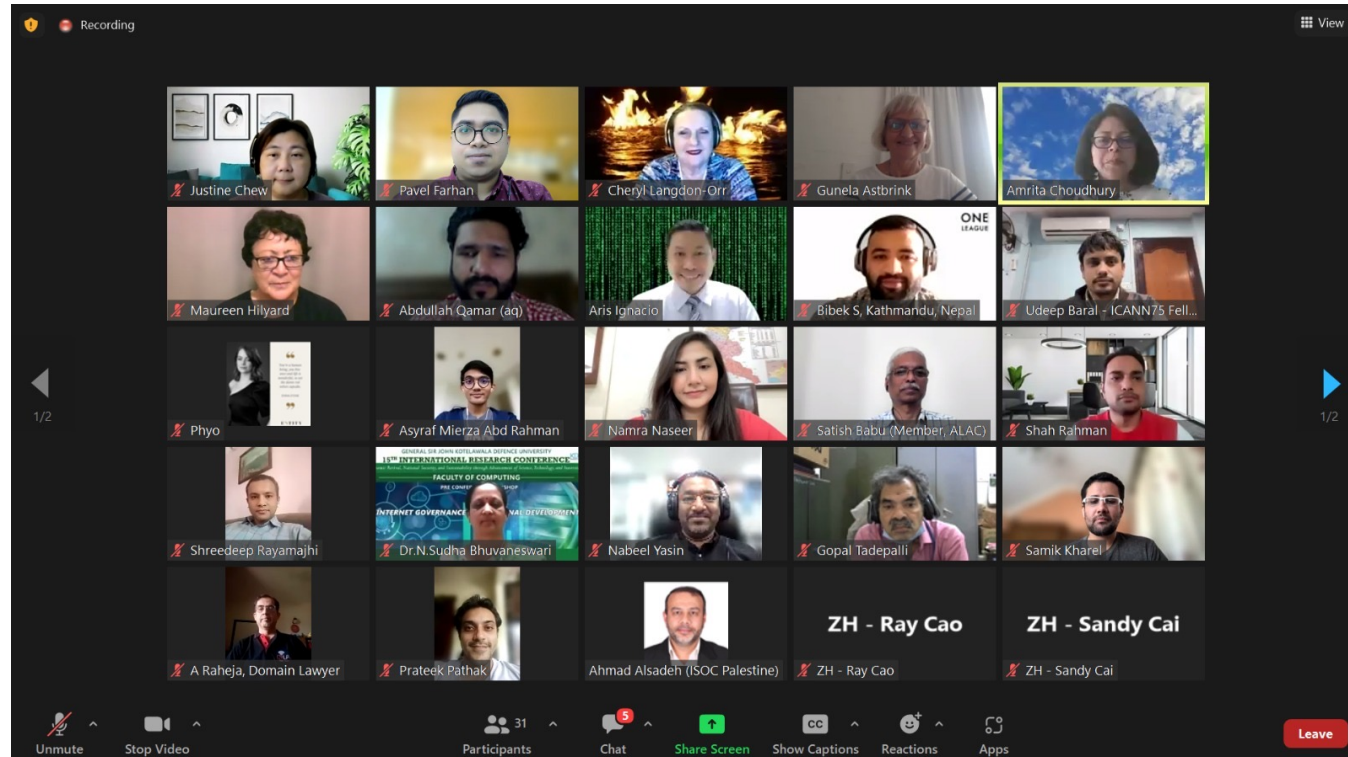 Recording
View
Justine Chew
Pavel Farhan
Cheryl Langdon-Orr
Gunela Astbrink
Amrita Choudhury
ONE
LEAGUE
Maureen Hilyard
Abdullah Qamar (aq)
Aris Ignacio
Bibek S, Kathmandu, Nepal
Udeep Baral - ICANN75 Fell...
1/2
1/2
Phyo
Asyraf Mierza Abd Rahman
Namra Naseer
Satish Babu (Member, ALAC)
Shah Rahman
GENERAL SIR JOHN KOTELAWALA DEFENCE UNIVERSITY
15TH INTERNATIONAL RESEARCH CONFERENCE
FACULTY OF COMPUTING
INTERNET GOVERNANCE
Shreedeep Rayamajhi
Dr.N.Sudha Bhuvaneswari
Nabeel Yasin
Gopal Tadepalli
Samik Kharel
ZH - Ray Cao
ZH - Sandy Cai
A Raheja, Domain Lawyer
Prateek Pathak
Ahmad Alsadeh (ISOC Palestine)
ZH - Ray Cao
ZH - Sandy Cai
31
5
CC
Unmute
Stop Video
Participants
Chat
Share Screen
Show Captions
Reactions
Apps
Leave